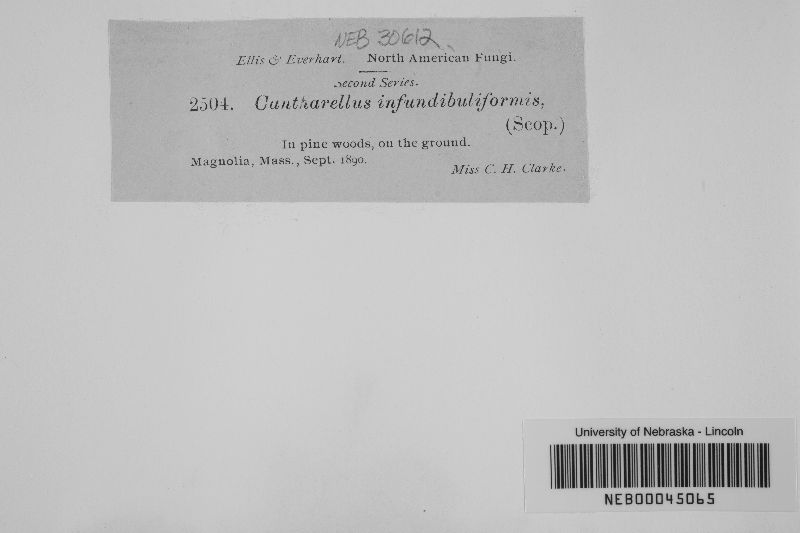 NEB 30612
Ellis & Everhart. North American Fungi.
Second Series.
2504. Cantharellus infundibuliformis,
(Scop.)
In pine woods, on the ground.
Magnolia, Mass., Sept. 1890.
Miss C. H. Clarke.
University of Nebraska - Lincoln
NEB00045065